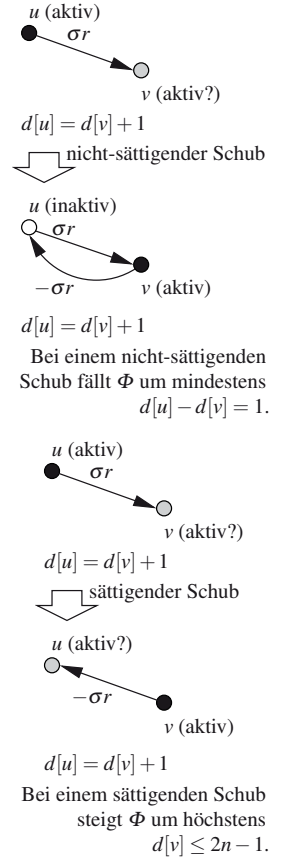 u (aktiv)
σr
v (aktiv?)
d[u] = d[v] + 1
nicht-sättigender Schub
u (inaktiv)
σr
−σr
v (aktiv)
d[u] = d[v] + 1
Bei einem nicht-sättigenden
Schub fällt Φ um mindestens
d[u] − d[v] = 1.
u (aktiv)
σr
v (aktiv?)
d[u] = d[v] + 1
sättigender Schub
u (aktiv?)
−σr
v (aktiv)
d[u] = d[v] + 1
Bei einem sättigenden Schub
steigt Φ um höchstens
d[v] ≤ 2n − 1.